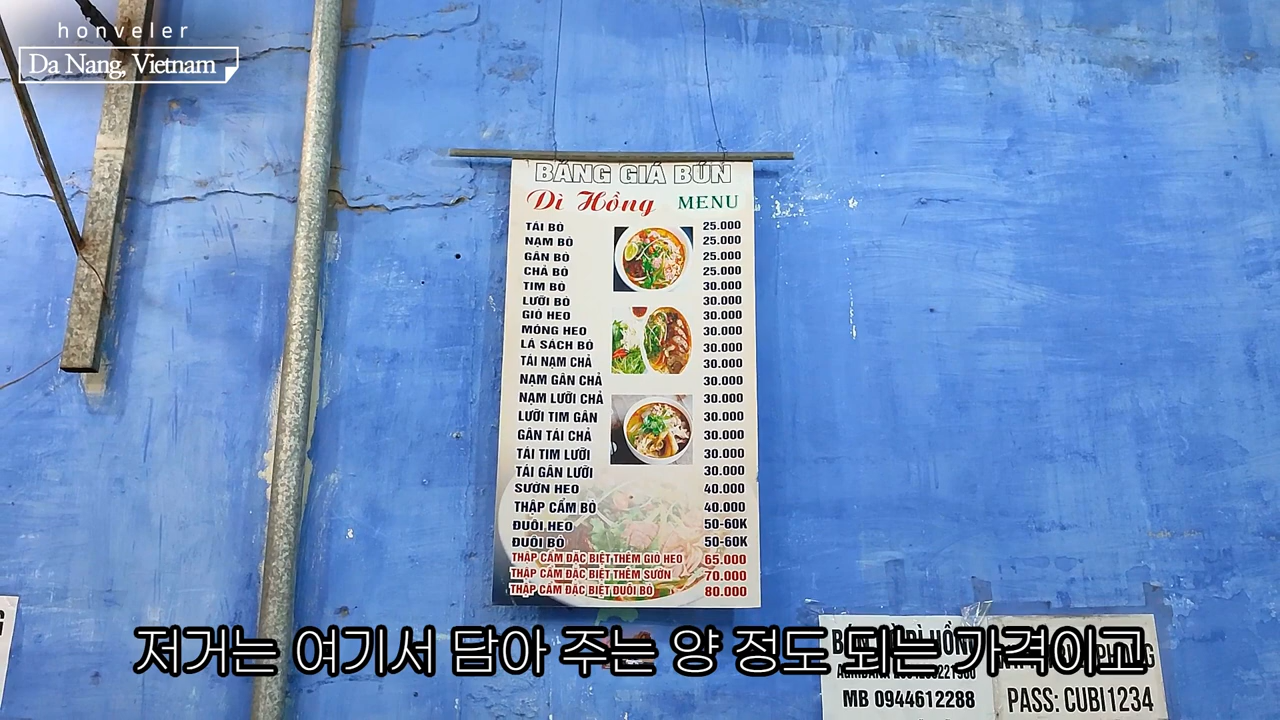 honveler
Da Nang, Vietnam
BẢNG GIÁ BÚN
Dì Hồng MENU
TÁI BÒ 25.000
NẠM BÒ 25.000
GÂN BÒ 25.000
CHẢ BÒ 25.000
TIM BÒ 30.000
LƯỠI BÒ 30.000
GIÒ HEO 30.000
MÓNG HEO 30.000
LÁ SÁCH BÒ 30.000
TÁI NẠM CHẢ 30.000
NẠM GÂN CHẢ 30.000
NẠM LƯỠI CHẢ 30.000
LƯỠI TIM GÂN 30.000
GÂN TÁI CHẢ 30.000
TÁI TIM LƯỠI 30.000
TÁI GÂN LƯỠI 30.000
SƯỜN HEO 40.000
THẬP CẨM BÒ 40.000
ĐUÔI HEO 50-60K
ĐUÔI BÒ 50-60K
THẬP CẨM ĐẶC BIỆT THÊM GIÒ HEO 65.000
THẬP CẨM ĐẶC BIỆT THÊM SƯỜN 70.000
THẬP CẨM ĐẶC BIỆT ĐUÔI BÒ 80.000
저거는 여기서 담아 주는 양 정도 되는 가격이고
MB 0944612288
PASS: CUBI1234